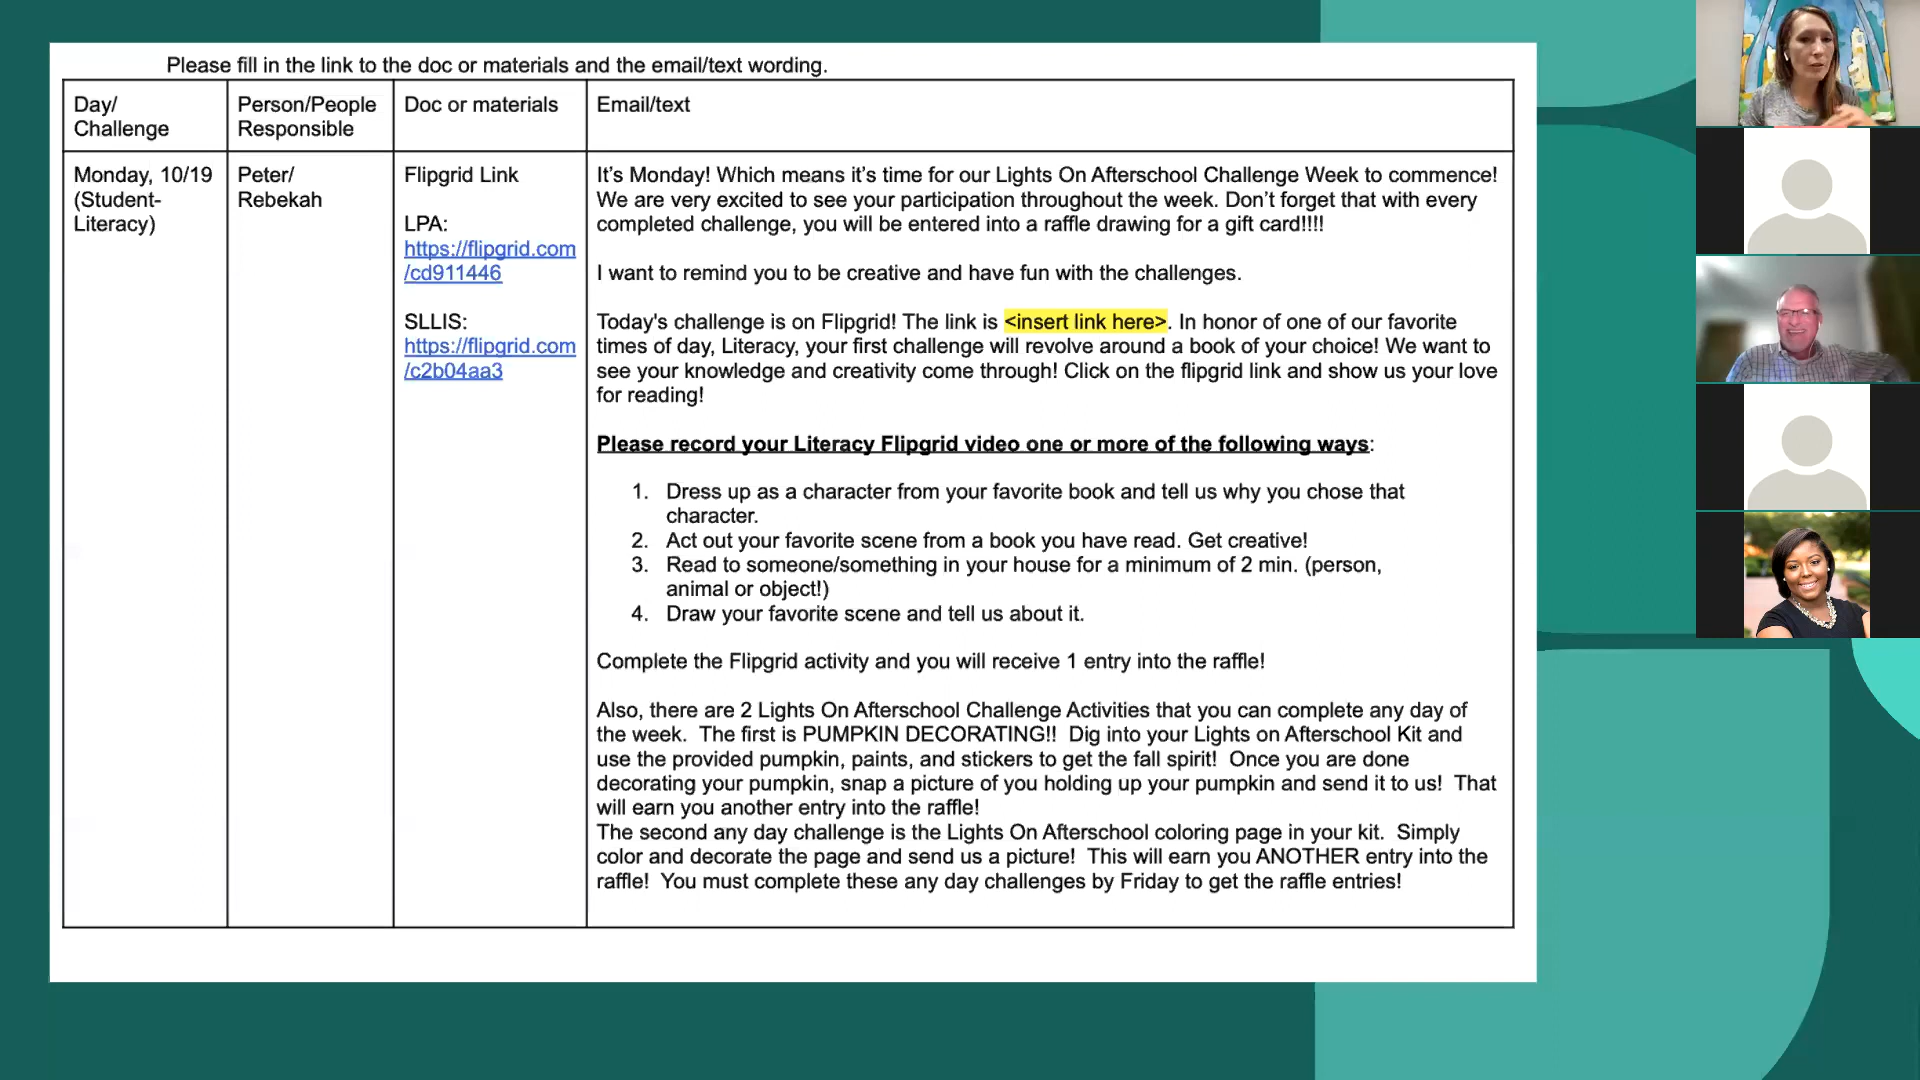 Please fill in the link to the doc or materials and the email/text wording.
Day/
Challenge
Person/People
Responsible
Doc or materials
Email/text
Monday, 10/19
(Student-
Literacy)
Peter/
Rebekah
Flipgrid Link
LPA:
https://flipgrid.com
/cd911446
SLLIS:
https://flipgrid.com
/c2b04aa3
It’s Monday! Which means it’s time for our Lights On Afterschool Challenge Week to commence!
We are very excited to see your participation throughout the week. Don’t forget that with every
completed challenge, you will be entered into a raffle drawing for a gift card!!!!
I want to remind you to be creative and have fun with the challenges.
Today's challenge is on Flipgrid! The link is <insert link here>. In honor of one of our favorite
times of day, Literacy, your first challenge will revolve around a book of your choice! We want to
see your knowledge and creativity come through! Click on the flipgrid link and show us your love
for reading!
Please record your Literacy Flipgrid video one or more of the following ways:
1. Dress up as a character from your favorite book and tell us why you chose that
character.
2. Act out your favorite scene from a book you have read. Get creative!
3. Read to someone/something in your house for a minimum of 2 min. (person,
animal or object!)
4. Draw your favorite scene and tell us about it.
Complete the Flipgrid activity and you will receive 1 entry into the raffle!
Also, there are 2 Lights On Afterschool Challenge Activities that you can complete any day of
the week.  The first is PUMPKIN DECORATING!!  Dig into your Lights on Afterschool Kit and
use the provided pumpkin, paints, and stickers to get the fall spirit!  Once you are done
decorating your pumpkin, snap a picture of you holding up your pumpkin and send it to us!  That
will earn you another entry into the raffle!
The second any day challenge is the Lights On Afterschool coloring page in your kit.  Simply
color and decorate the page and send us a picture!  This will earn you ANOTHER entry into the
raffle!  You must complete these any day challenges by Friday to get the raffle entries!